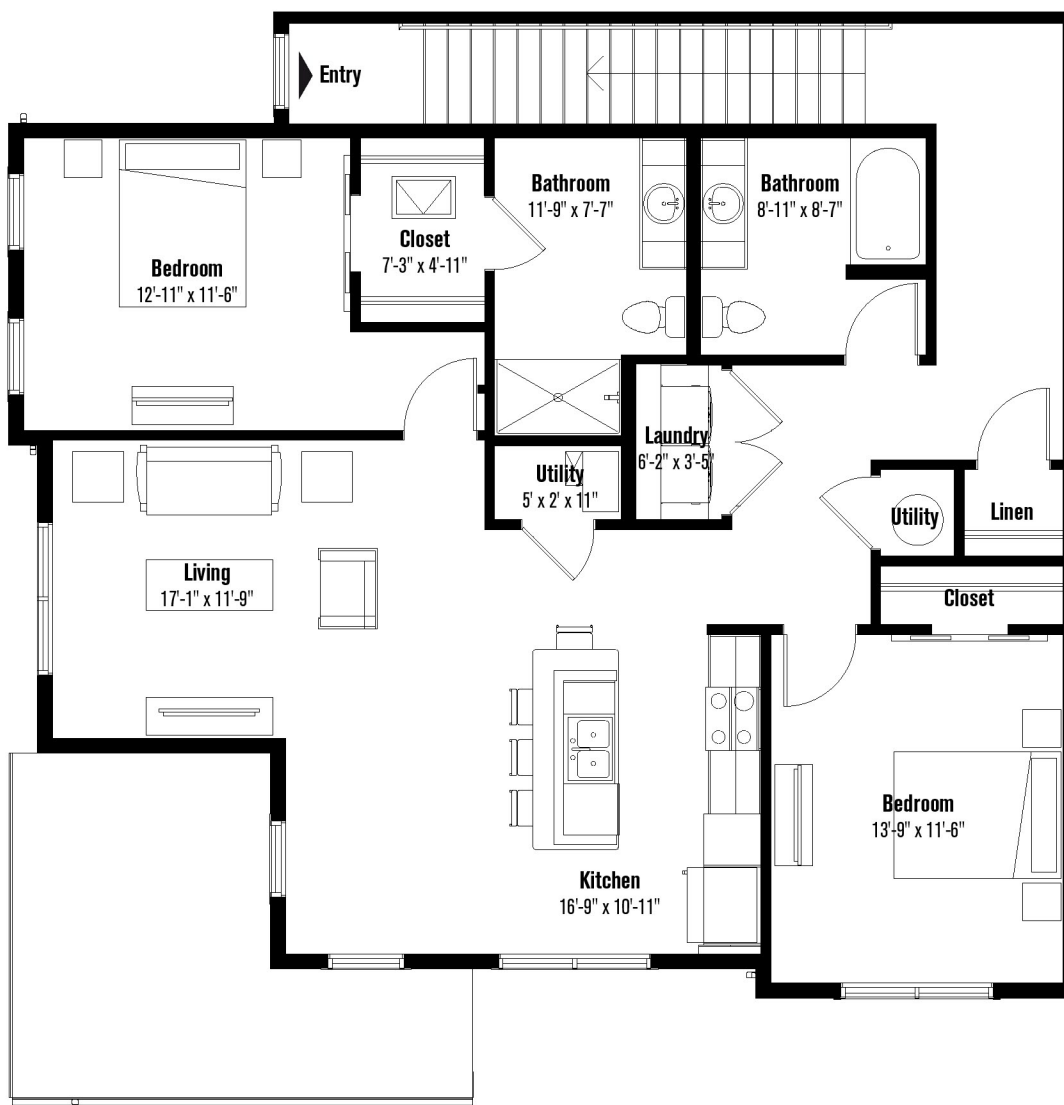 Entry
Bathroom
11'-9" x 7'-7"
Bathroom
8'-11" x 8'-7"
Closet
7'-3" x 4'-11"
Bedroom
12'-11" x 11'-6"
Laundry
6'-2" x 3'-5"
Utility
5' x 2' x 11"
Utility
Linen
Living
17'-1" x 11'-9"
Closet
Bedroom
13'-9" x 11'-6"
Kitchen
16'-9" x 10'-11"